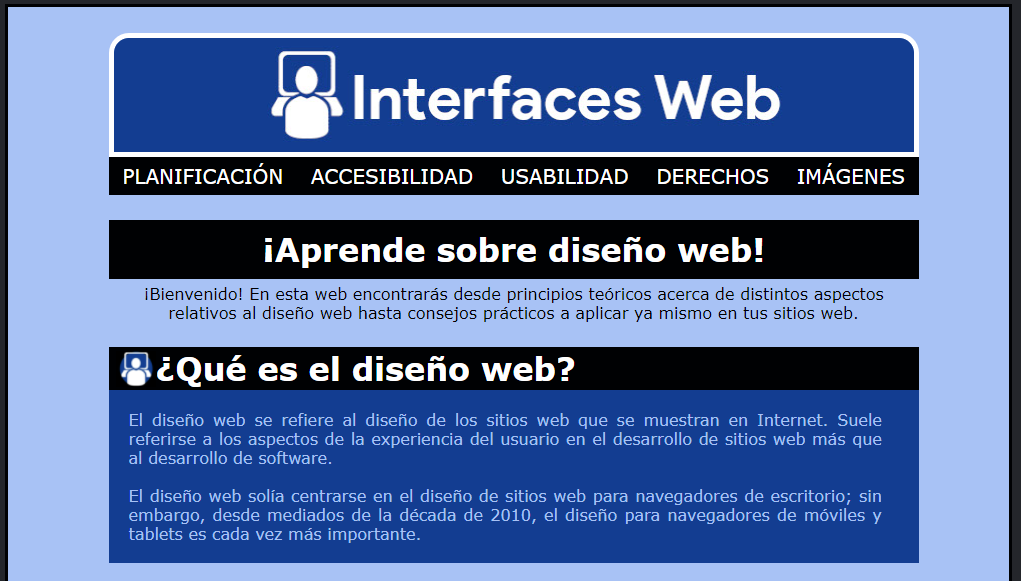 Interfaces Web
PLANIFICACIÓN ACCESIBILIDAD USABILIDAD DERECHOS IMÁGENES
¡Aprende sobre diseño web!
¡Bienvenido! En esta web encontrarás desde principios teóricos acerca de distintos aspectos
relativos al diseño web hasta consejos prácticos a aplicar ya mismo en tus sitios web.
¿Qué es el diseño web?
El diseño web se refiere al diseño de los sitios web que se muestran en Internet. Suele
referirse a los aspectos de la experiencia del usuario en el desarrollo de sitios web más que
al desarrollo de software.
El diseño web solía centrarse en el diseño de sitios web para navegadores de escritorio; sin
embargo, desde mediados de la década de 2010, el diseño para navegadores de móviles y
tablets es cada vez más importante.